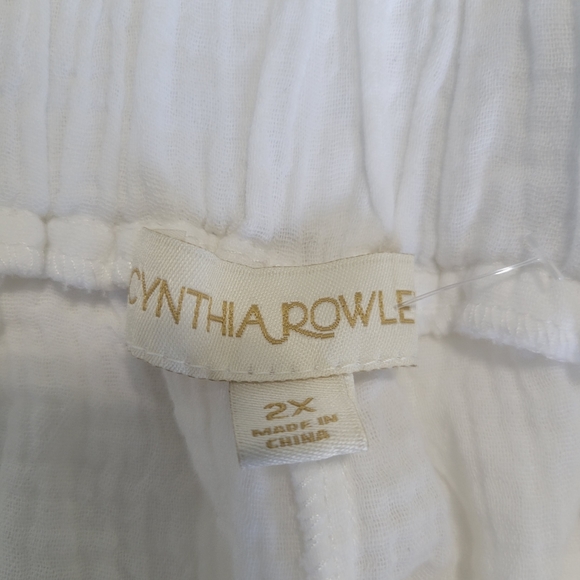 CYNTHIA ROWLE
2X
MADE IN
CHINA